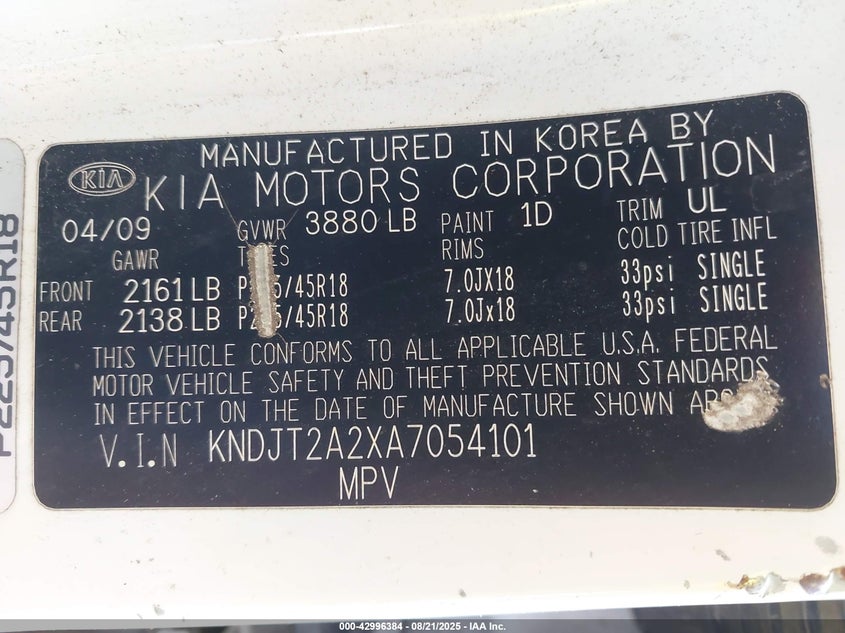 MANUFACTURED IN KOREA BY
KIA KIA MOTORS CORPORATION
04/09 GVWR 3880 LB PAINT 1D TRIM UL
GAWR RIMS COLD TIRE INFL
FRONT 2161 LB 7.0JX18 33psi SINGLE
REAR 2138 LB 7.0Jx18 33psi SINGLE
THIS VEHICLE CONFORMS TO ALL APPLICABLE U.S.A. FEDERAL
MOTOR VEHICLE SAFETY AND THEFT PREVENTION STANDARDS
IN EFFECT ON THE DATE OF MANUFACTURE SHOWN
V.I.N KNDJT2A2XA7054101
MPV
P225/45R18
000-42996384 - 08/21/2025 - IAA Inc.